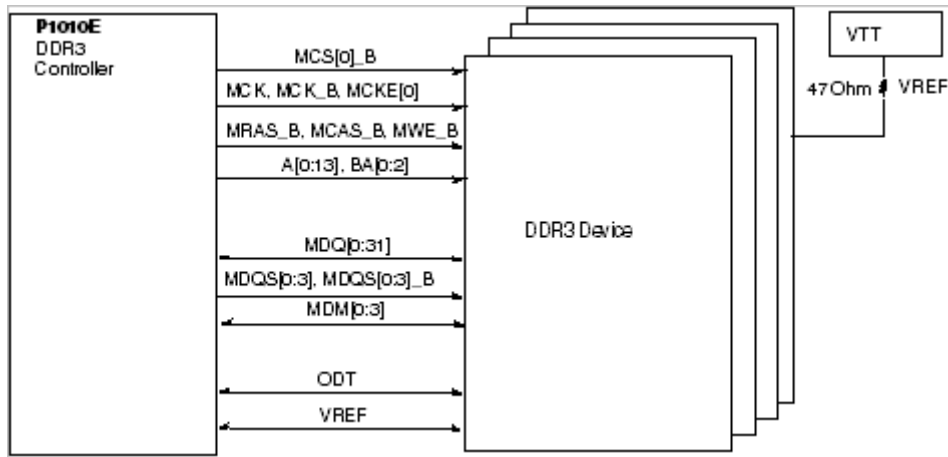 P1010E
DDR3
Controller
MCS[0]_B
MCK, MCK_B, MCKE[0]
MRAS_B, MCAS_B, MWE_B
A[0:13], BA[0:2]
MDQ[0:31]
MDQS[0:3], MDQS[0:3]_B
MDM[0:3]
ODT
VREF
DDR3 Device
VTT
47Ohm
VREF